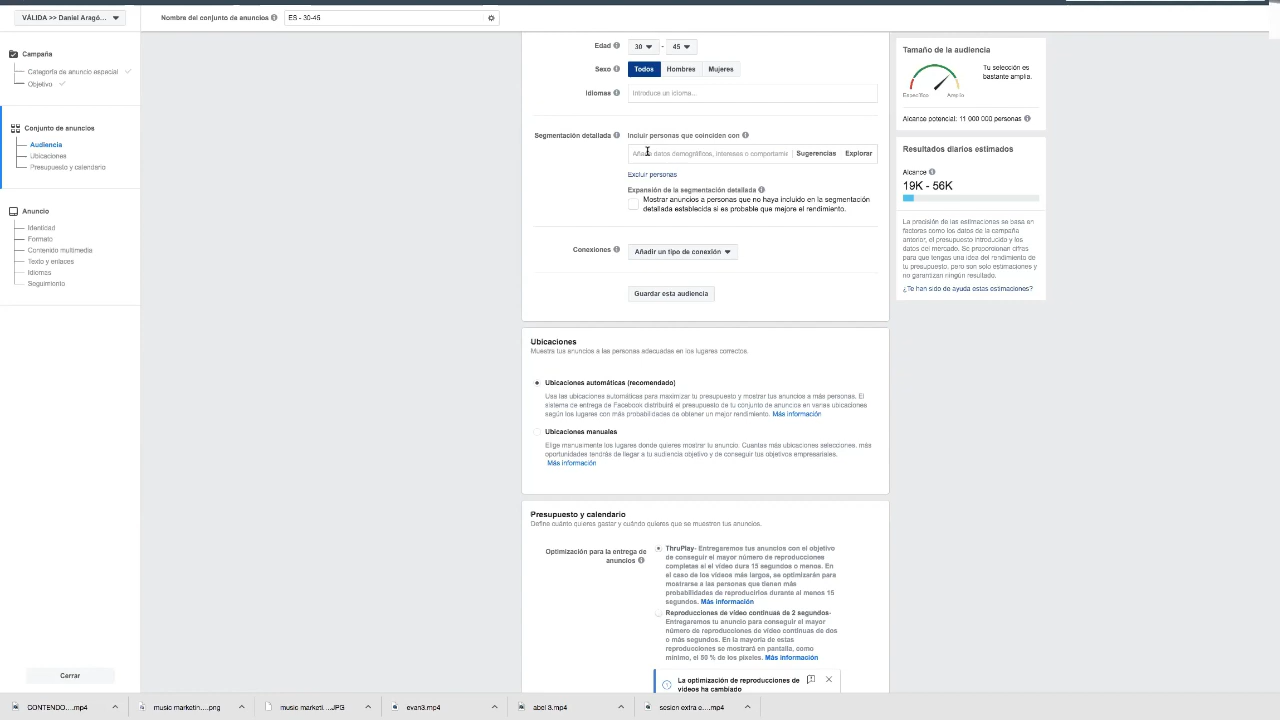 VÁLIDA >> Daniel Aragó...
Nombre del conjunto de anuncios
ES - 30-45
Campaña
Categoría de anuncio especial
Objetivo
Conjunto de anuncios
Audiencia
Ubicaciones
Presupuesto y calendario
Anuncio
Identidad
Formato
Contenido multimedia
Texto y enlaces
Idiomas
Seguimiento
Cerrar
Edad 30 - 45
Sexo Todos Hombres Mujeres
Idiomas Introduce un idioma...
Segmentación detallada Incluir personas que coinciden con
Añade datos demográficos, intereses o comportamie Sugerencias Explorar
Excluir personas
Expansión de la segmentación detallada
Mostrar anuncios a personas que no haya incluido en la segmentación
detallada establecida si es probable que mejore el rendimiento.
Conexiones Añadir un tipo de conexión
Guardar esta audiencia
Ubicaciones
Muestra tus anuncios a las personas adecuadas en los lugares correctos.
Ubicaciones automáticas (recomendado)
Usa las ubicaciones automáticas para maximizar tu presupuesto y mostrar tus anuncios a más personas. El
sistema de entrega de Facebook distribuirá el presupuesto de tu conjunto de anuncios en varias ubicaciones
según los lugares con más probabilidades de obtener un mejor rendimiento. Más información
Ubicaciones manuales
Elige manualmente los lugares donde quieres mostrar tu anuncio. Cuantas más ubicaciones selecciones, más
oportunidades tendrás de llegar a tu audiencia objetivo y de conseguir tus objetivos empresariales.
Más información
Presupuesto y calendario
Define cuánto quieres gastar y cuándo quieres que se muestren tus anuncios.
Optimización para la entrega de
anuncios
ThruPlay- Entregaremos tus anuncios con el objetivo
de conseguir el mayor número de reproducciones
completas si el vídeo dura 15 segundos o menos. En
el caso de los vídeos más largos, se optimizarán para
mostrarse a las personas que tienen más
probabilidades de reproducirlos durante al menos 15
segundos. Más información
Reproducciones de vídeo continuas de 2 segundos-
Entregaremos tu anuncio para conseguir el mayor
número de reproducciones de vídeo continuas de dos
o más segundos. En la mayoría de estas
reproducciones se mostrará en pantalla, como
mínimo, el 50 % de los píxeles. Más información
La optimización de reproducciones de
vídeos ha cambiado
Tamaño de la audiencia
Tu selección es
bastante amplia.
Específico Amplio
Alcance potencial: 11 000 000 personas
Resultados diarios estimados
Alcance
19K - 56K
La precisión de las estimaciones se basa en
factores como los datos de la campaña
anterior, el presupuesto introducido y los
datos del mercado. Se proporcionan cifras
para que tengas una idea del rendimiento de
tu presupuesto, pero son solo estimaciones y
no garantizan ningún resultado.
¿Te han sido de ayuda estas estimaciones?
CONTENDO....mp4
music marketin....png
music marketi....JPG
evan3.mp4
abel 3.mp4
sesion extra e....mp4